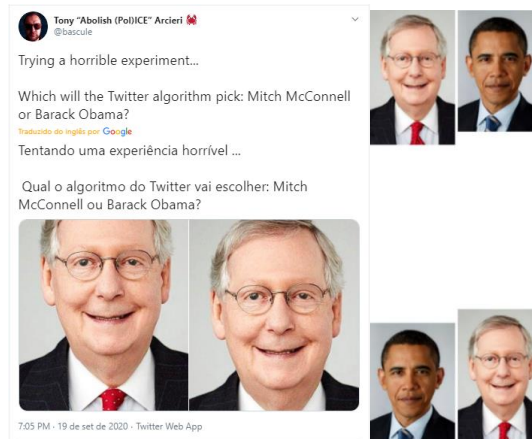 Tony "Abolish (Pol)ICE" Arcieri 🦀
@bascule
Trying a horrible experiment...
Which will the Twitter algorithm pick: Mitch McConnell
or Barack Obama?
Traduzido do inglês por Google
Tentando uma experiência horrível ...
Qual o algoritmo do Twitter vai escolher: Mitch
McConnell ou Barack Obama?
7:05 PM · 19 de set de 2020 · Twitter Web App